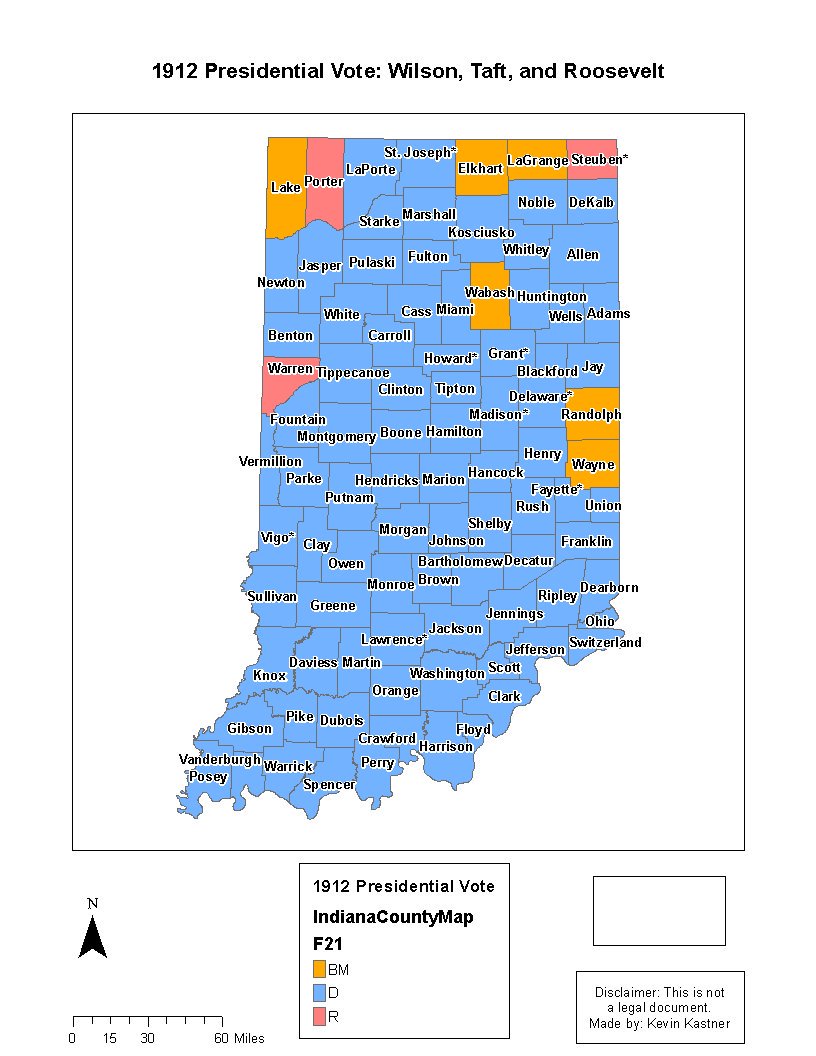 1912 Presidential Vote: Wilson, Taft, and Roosevelt
St. Joseph*
LaGrange
Steuben*
Elkhart
LaPorte
Porter
Lake
Noble
DeKalb
Marshall
Starke
Kosciusko
Whitley
Allen
Fulton
Pulaski
Jasper
Newton
Wabash
Huntington
Miami
Cass
White
Wells
Adams
Benton
Carroll
Howard*
Grant*
Warren
Tippecanoe
Blackford
Jay
Clinton
Tipton
Delaware*
Randolph
Madison*
Fountain
Montgomery
Boone
Hamilton
Henry
Vermillion
Wayne
Parke
Hendricks
Marion
Hancock
Putnam
Fayette*
Rush
Union
Shelby
Morgan
Vigo*
Clay
Johnson
Franklin
Owen
Bartholomew
Decatur
Monroe
Brown
Dearborn
Ripley
Sullivan
Greene
Jennings
Ohio
Jackson
Lawrence*
Switzerland
Jefferson
Daviess
Martin
Scott
Knox
Washington
Orange
Clark
Pike
Dubois
Gibson
Floyd
Crawford
Harrison
Vanderburgh
Warrick
Perry
Posey
Spencer
1912 Presidential Vote
IndianaCountyMap
F21
BM
D
R
N
0 15 30 60 Miles
Disclaimer: This is not
a legal document.
Made by: Kevin Kastner